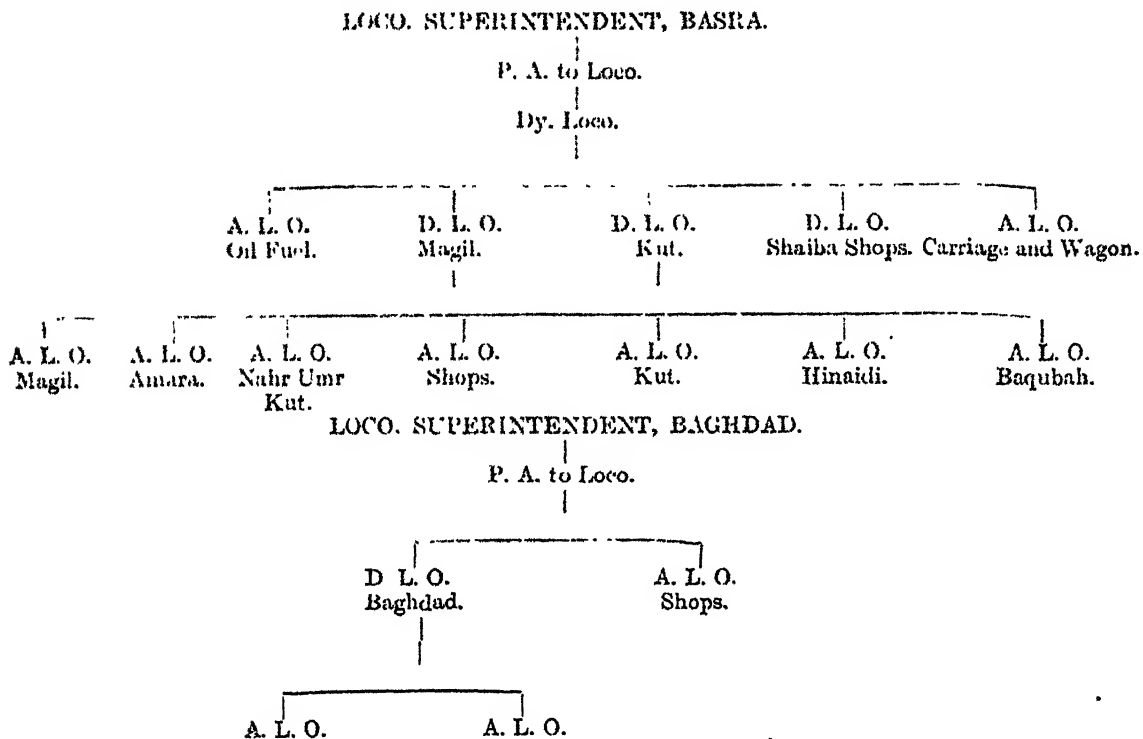 LOCO. SUPERINTENDENT, BASRA.
P. A. to Loco.
Dy. Loco.
A. L. O. D. L. O. D. L. O. D. L. O. A. L. O.
Oil Fuel. Magil. Kut. Shaiba Shops. Carriage and Wagon.
A. L. O. A. L. O. A. L. O. A. L. O. A. L. O. A. L. O. A. L. O.
Magil. Amara. Nahr Umr Shops. Kut. Hinaidi. Baqubah.
Kut.
LOCO. SUPERINTENDENT, BAGHDAD.
P. A. to Loco.
D L. O. A. L. O.
Baghdad. Shops.
A. L. O. A. L. O.